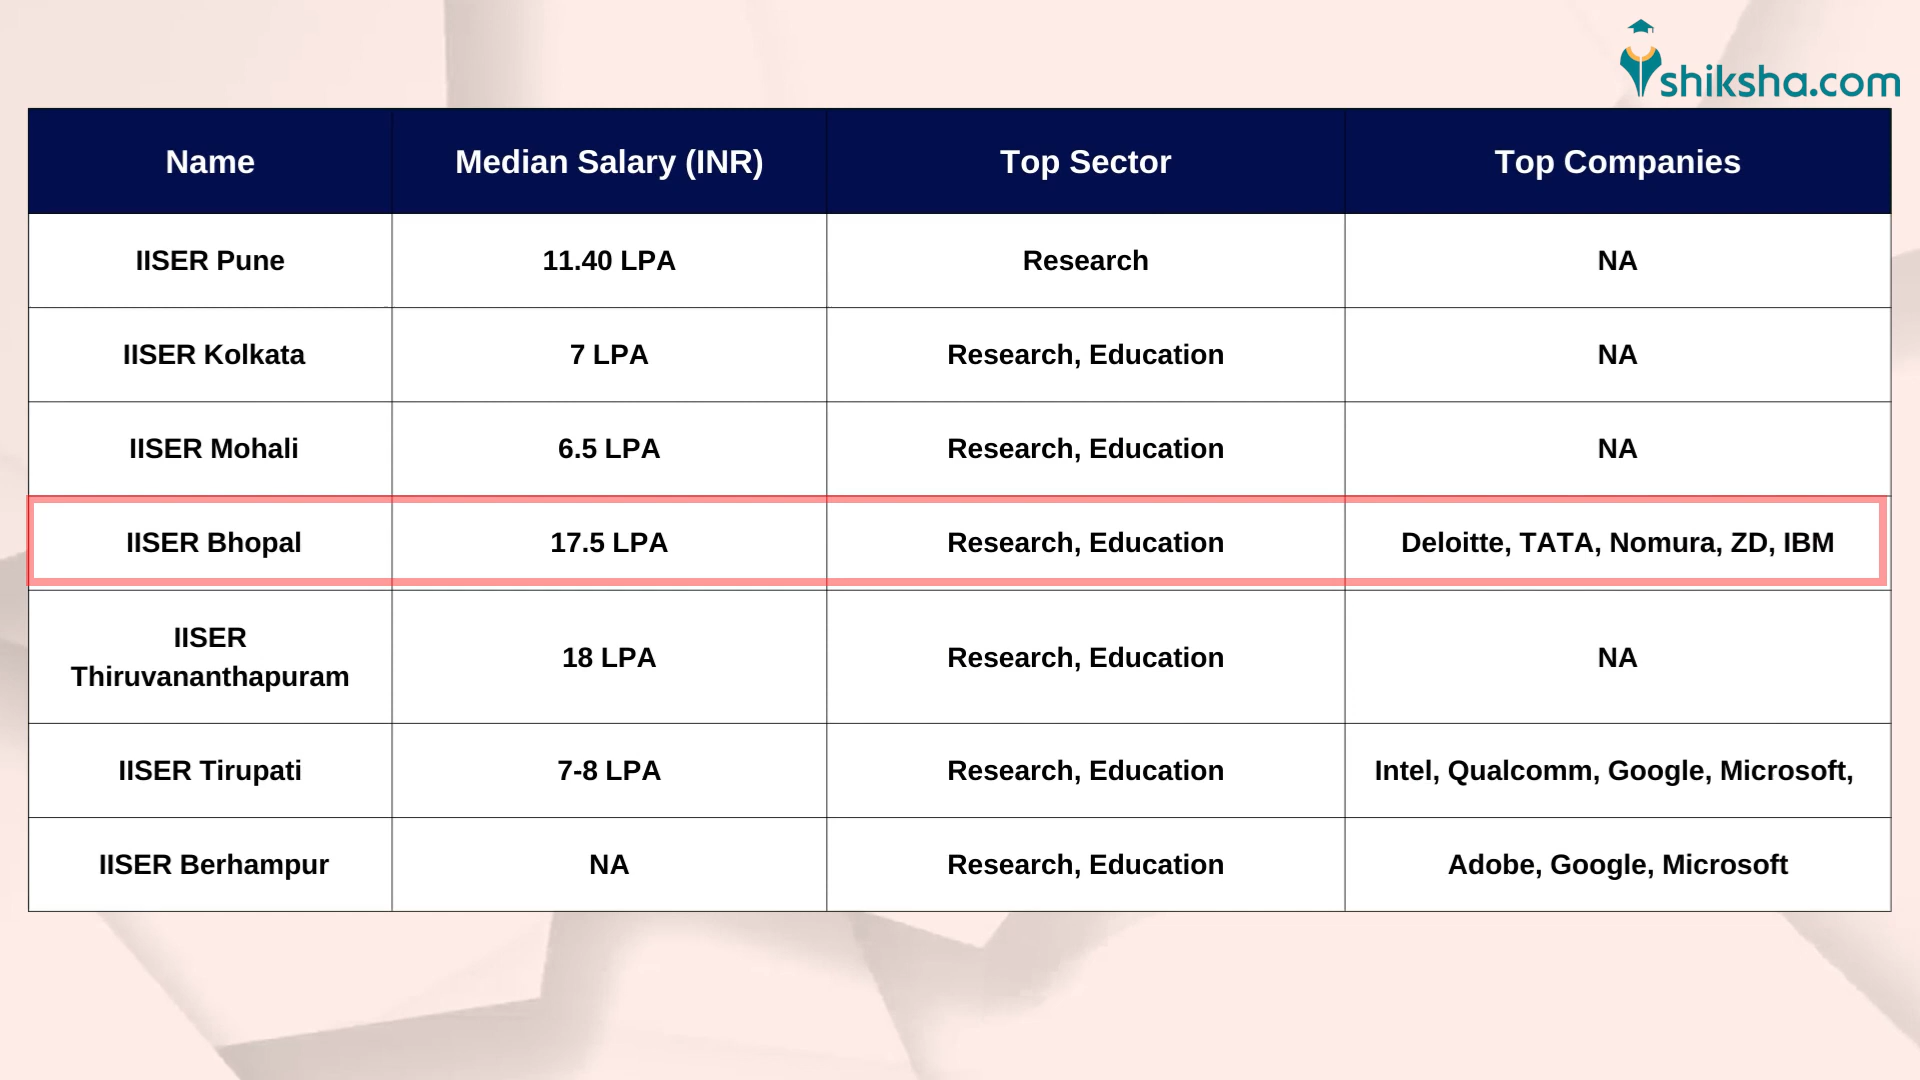 shiksha.com
Name Median Salary (INR) Top Sector Top Companies
IISER Pune 11.40 LPA Research NA
IISER Kolkata 7 LPA Research, Education NA
IISER Mohali 6.5 LPA Research, Education NA
IISER Bhopal 17.5 LPA Research, Education Deloitte, TATA, Nomura, ZD, IBM
IISER
Thiruvananthapuram 18 LPA Research, Education NA
IISER Tirupati 7-8 LPA Research, Education Intel, Qualcomm, Google, Microsoft,
IISER Berhampur NA Research, Education Adobe, Google, Microsoft